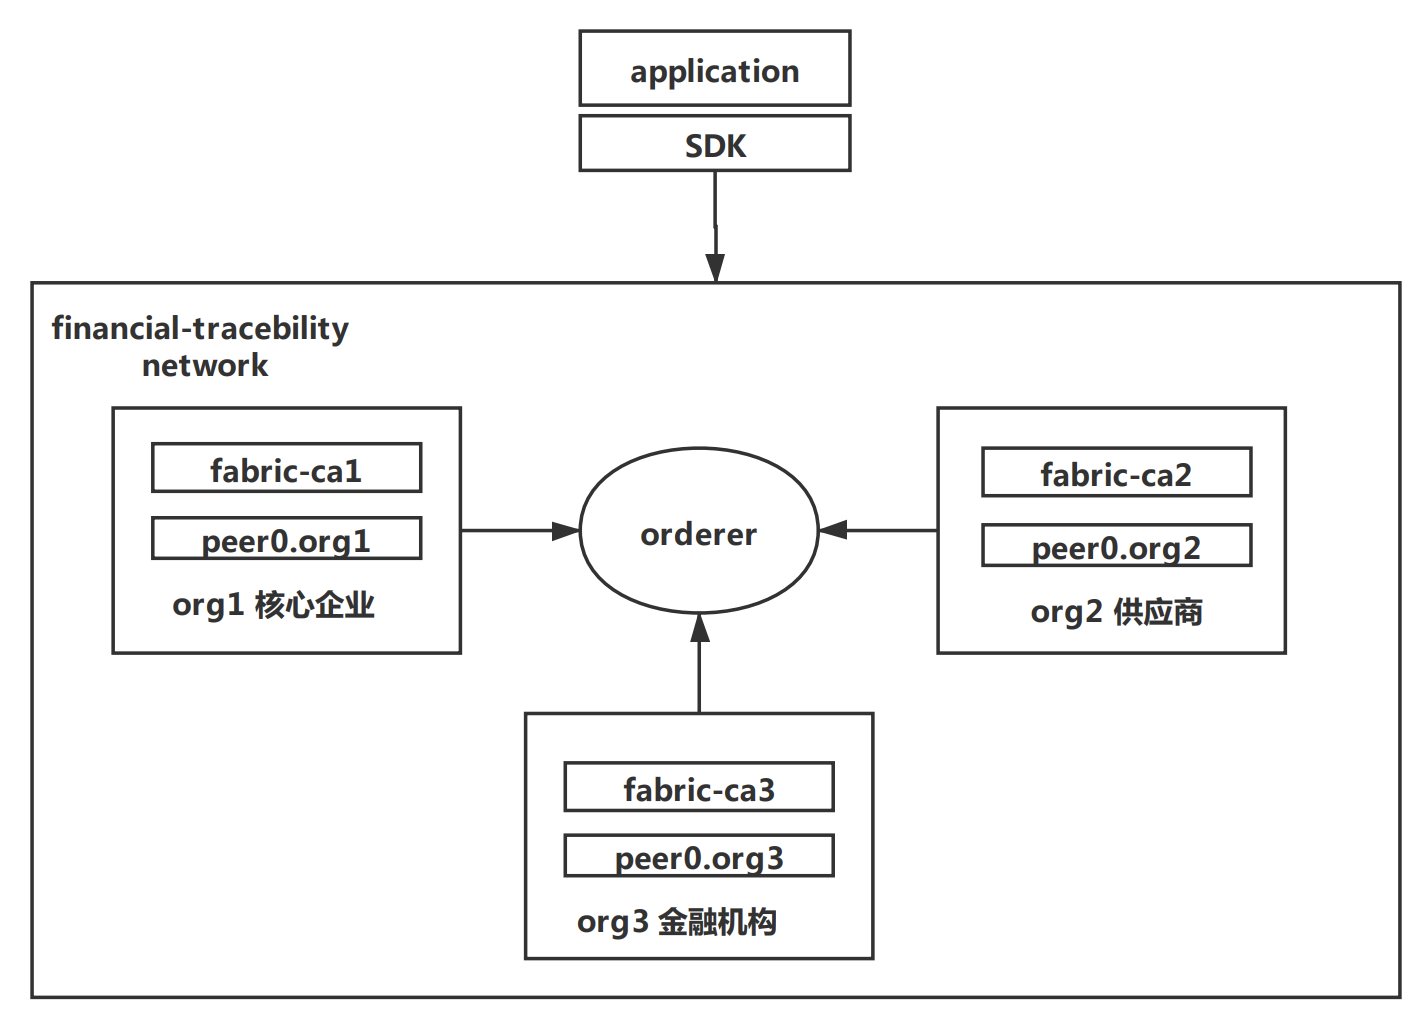 application
SDK
financial-tracebility
network
fabric-ca1
peer0.org1
org1 核心企业
orderer
fabric-ca2
peer0.org2
org2 供应商
fabric-ca3
peer0.org3
org3 金融机构